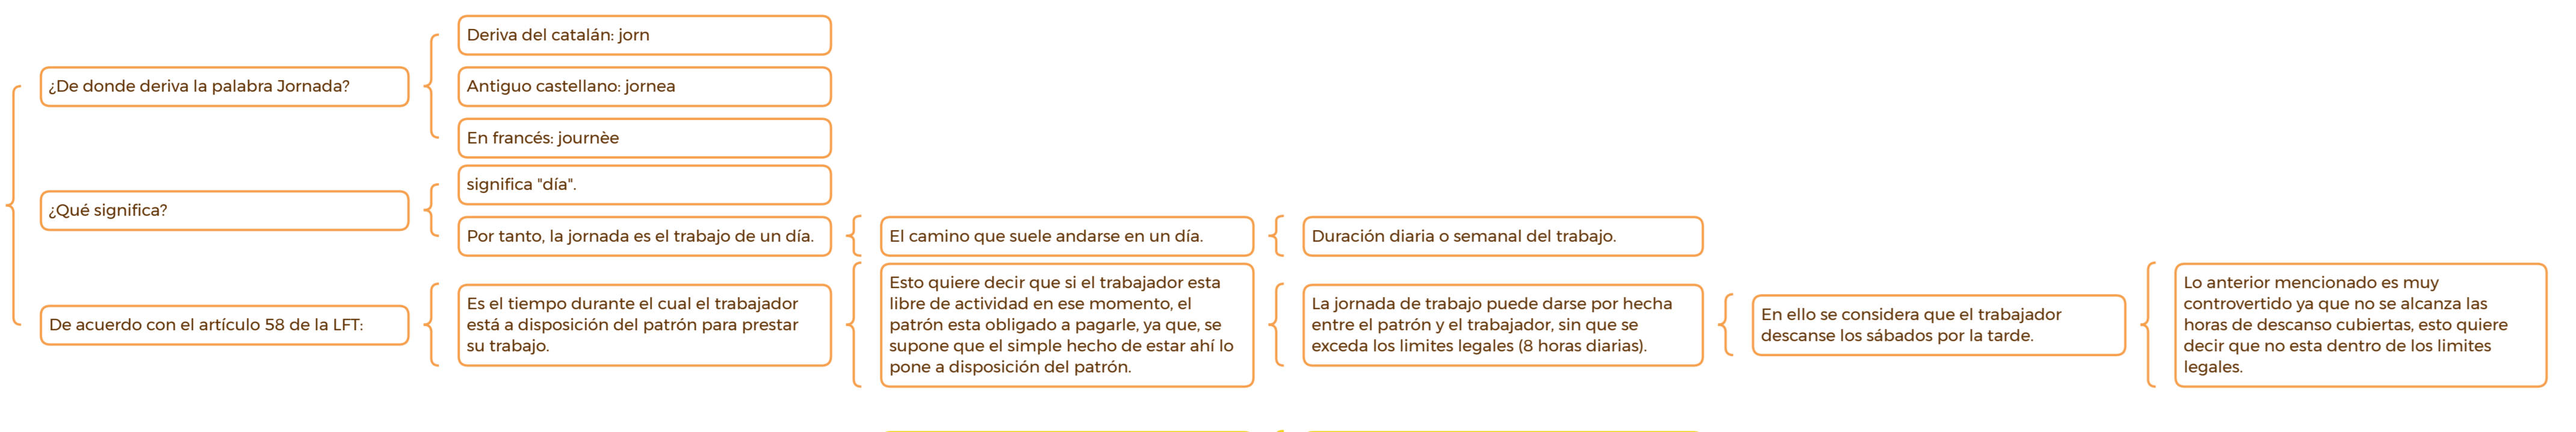 ¿De donde deriva la palabra Jornada?
Deriva del catalán: jorn
Antiguo castellano: jornea
En francés: journèe
¿Qué significa?
significa "día".
Por tanto, la jornada es el trabajo de un día.
El camino que suele andarse en un día.
Duración diaria o semanal del trabajo.
De acuerdo con el artículo 58 de la LFT:
Es el tiempo durante el cual el trabajador
está a disposición del patrón para prestar
su trabajo.
Esto quiere decir que si el trabajador esta
libre de actividad en ese momento, el
patrón esta obligado a pagarle, ya que, se
supone que el simple hecho de estar ahí lo
pone a disposición del patrón.
La jornada de trabajo puede darse por hecha
entre el patrón y el trabajador, sin que se
exceda los limites legales (8 horas diarias).
En ello se considera que el trabajador
descanse los sábados por la tarde.
Lo anterior mencionado es muy
controvertido ya que no se alcanza las
horas de descanso cubiertas, esto quiere
decir que no esta dentro de los limites
legales.